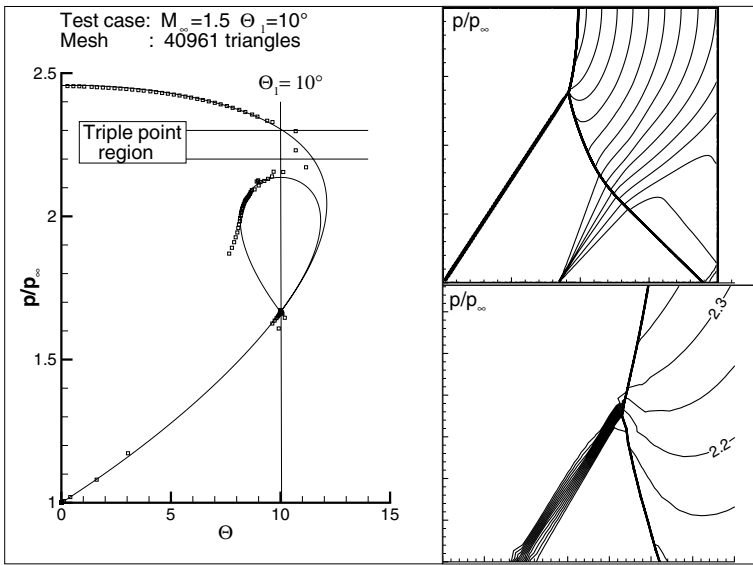 Test case: M∞=1.5 Θ₁=10°
Mesh : 40961 triangles
2.5
Θ₁= 10°
Triple point
region
2
p/p∞
1.5
1
0
5
10
15
Θ
p/p∞
p/p∞
2.3
2.2